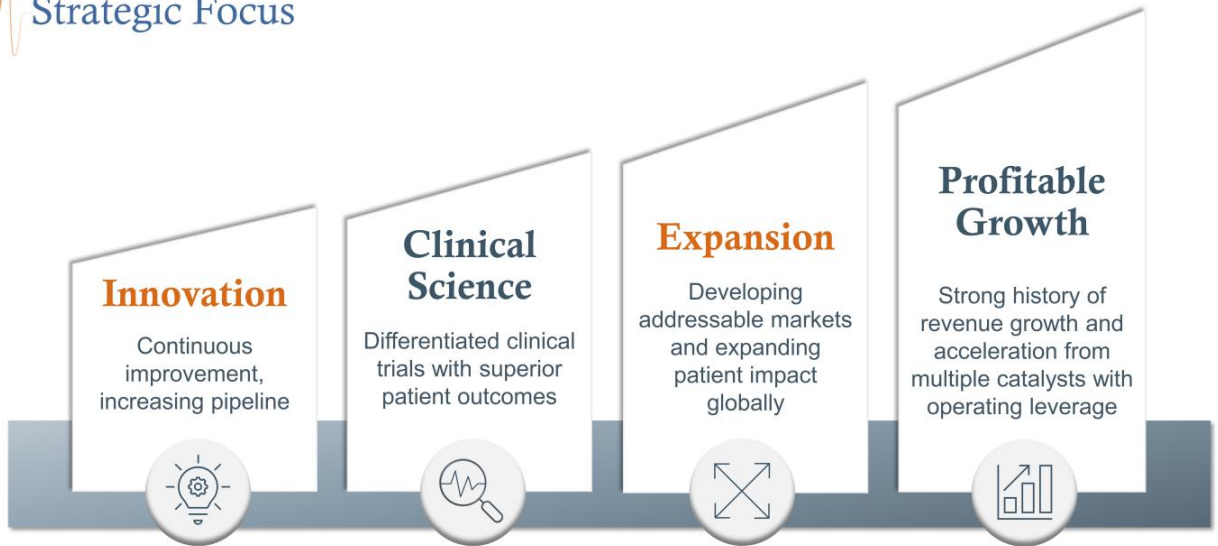 Strategic Focus
Innovation
Continuous
improvement,
increasing pipeline
Clinical
Science
Differentiated clinical
trials with superior
patient outcomes
Expansion
Developing
addressable markets
and expanding
patient impact
globally
Profitable
Growth
Strong history of
revenue growth and
acceleration from
multiple catalysts with
operating leverage